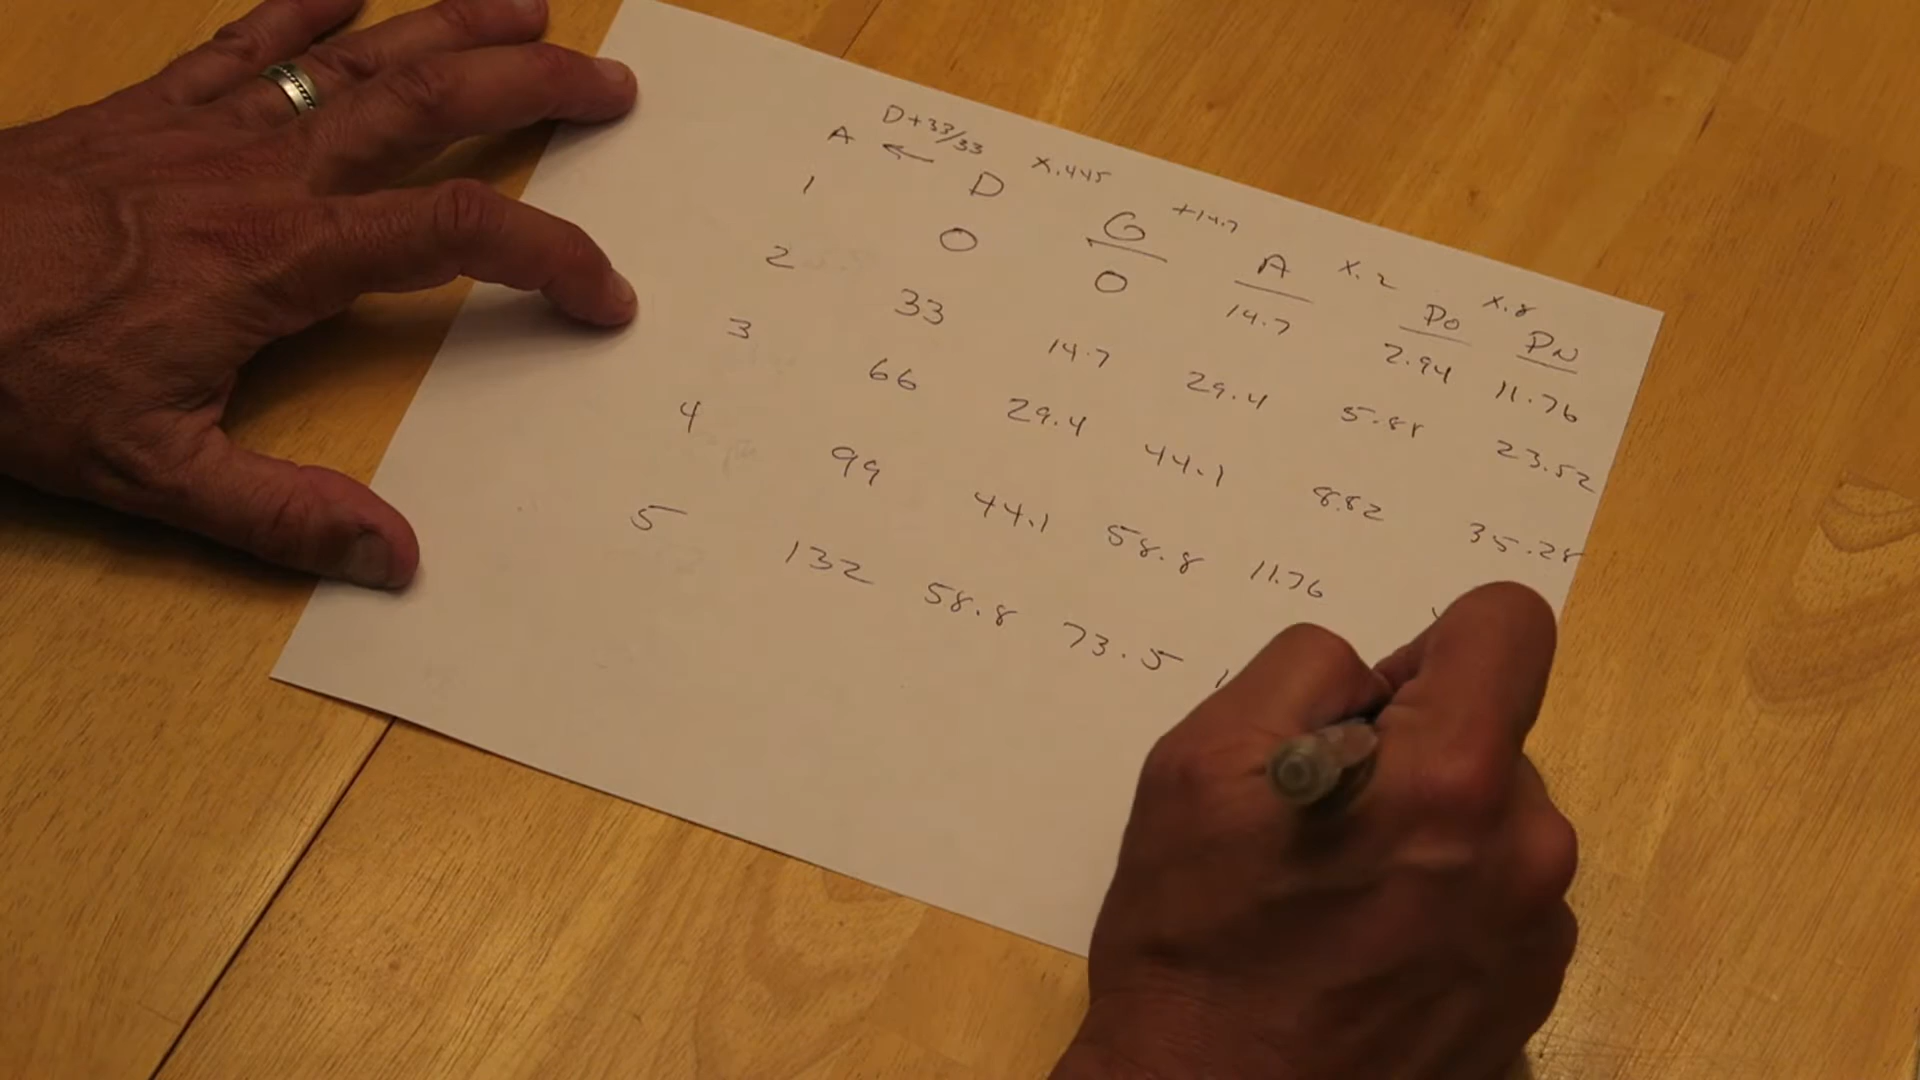 A ← D+33/33 D x.445 G +14.7 A x.2 PO x.8 PN
1 0 0 14.7 2.94 11.76
2 33 14.7 29.4 5.88 23.52
3 66 29.4 44.1 8.82 35.28
4 99 44.1 58.8 11.76
5 132 58.8 73.5 1